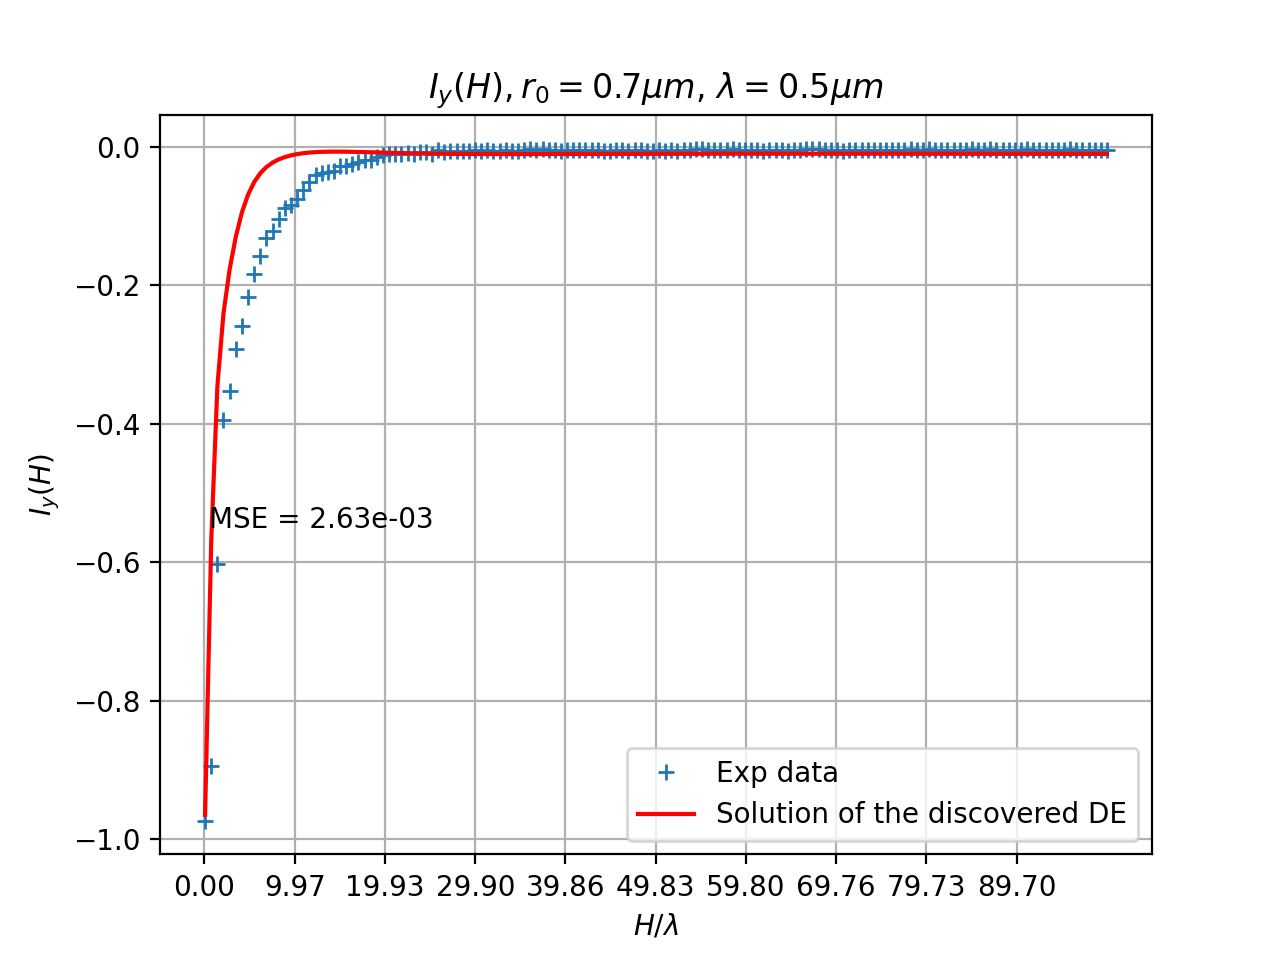 I_y(H), r_0 = 0.7μm, λ = 0.5μm
I_y(H)
0.0
−0.2
−0.4
−0.6
−0.8
−1.0
MSE = 2.63e-03
Exp data
Solution of the discovered DE
0.00 9.97 19.93 29.90 39.86 49.83 59.80 69.76 79.73 89.70
H/λ